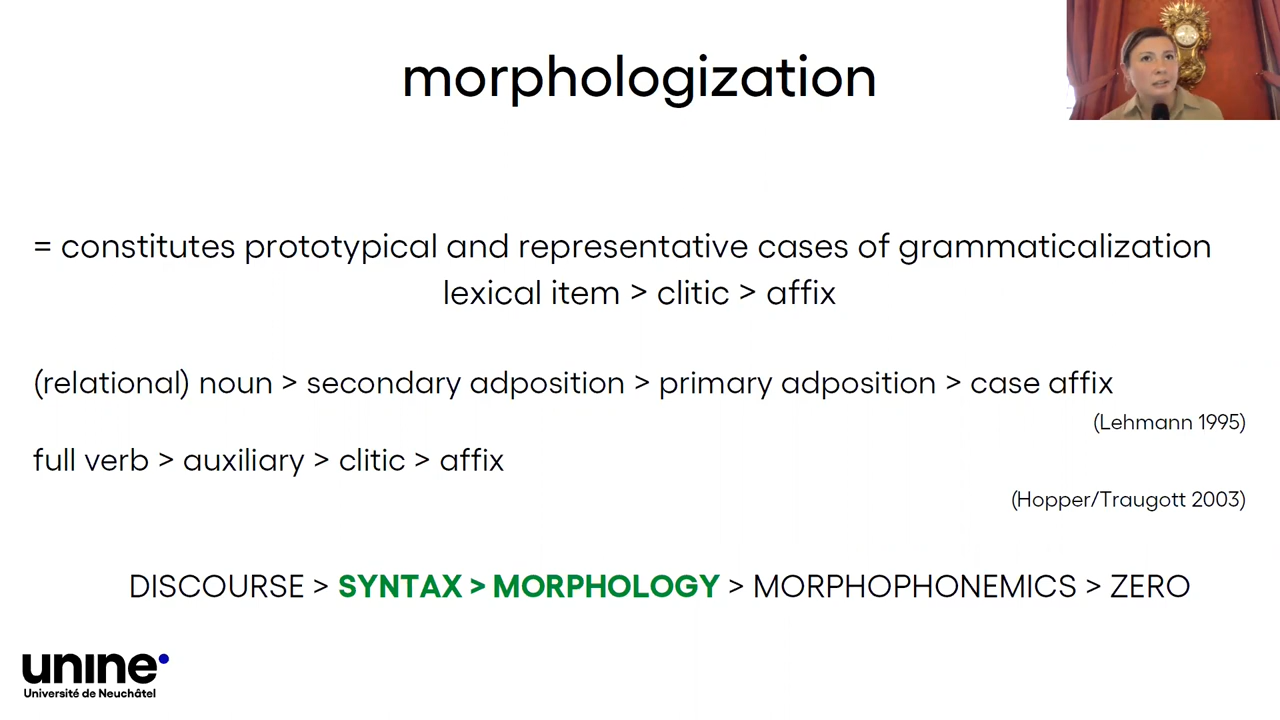 morphologization
= constitutes prototypical and representative cases of grammaticalization
lexical item > clitic > affix
(relational) noun > secondary adposition > primary adposition > case affix
(Lehmann 1995)
full verb > auxiliary > clitic > affix
(Hopper/Traugott 2003)
DISCOURSE > SYNTAX > MORPHOLOGY > MORPHOPHONEMICS > ZERO
unine
Université de Neuchâtel